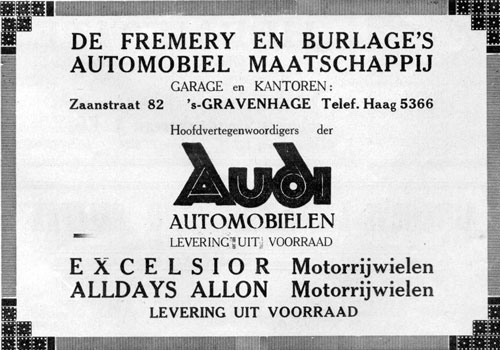 DE FREMERY EN BURLAGE'S
AUTOMOBIEL MAATSCHAPPIJ
GARAGE en KANTOREN:
Zaanstraat 82 's-GRAVENHAGE Telef. Haag 5366
Hoofdvertegenwoordigers der
Audi
AUTOMOBIELEN
LEVERING UIT VOORRAAD
EXCELSIOR Motorrijwielen
ALLDAYS ALLON Motorrijwielen
LEVERING UIT VOORRAAD